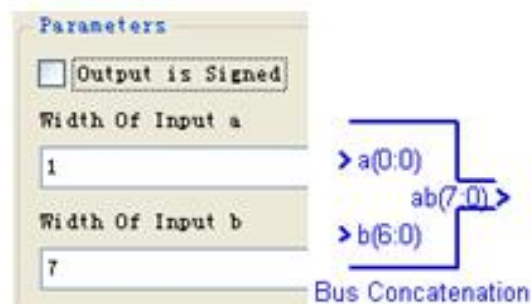 Parameters
Output is Signed
Width Of Input a
1
Width Of Input b
7
a(0:0)
ab(7:0)
b(6:0)
Bus Concatenation